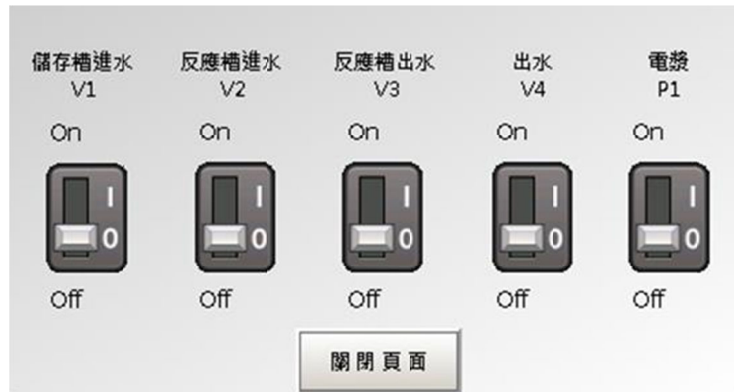 儲存槽進水 反應槽進水 反應槽出水 出水 電漿
V1 V2 V3 V4 P1
On On On On On
I I I I I
0 0 0 0 0
Off Off Off Off Off
關閉頁面